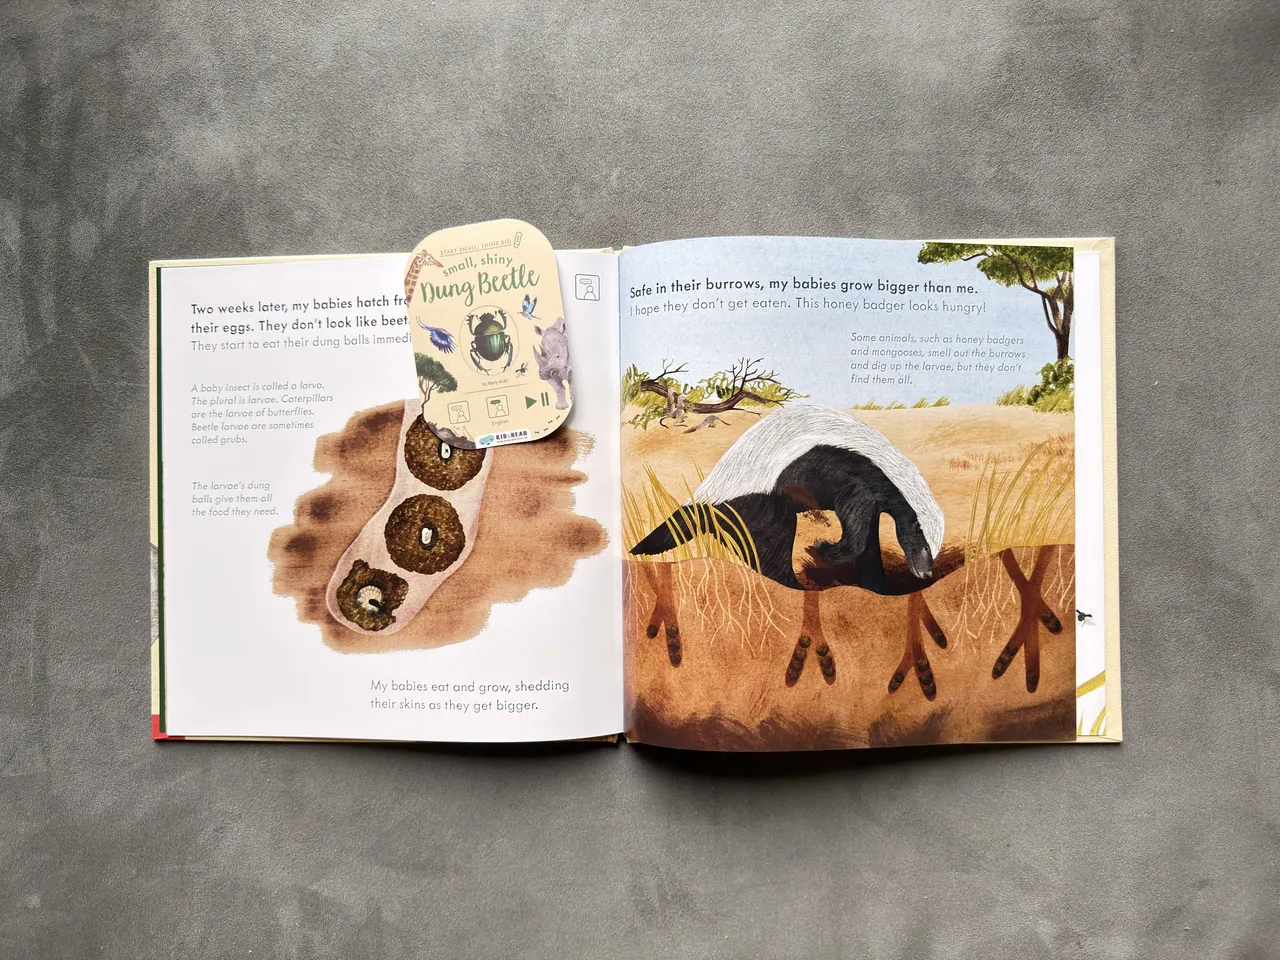 Two weeks later, my babies hatch
their eggs. They don't look like
They start to eat their dung balls
A baby insect is called a larva.
The plural is larvae. Caterpillars
are the larvae of butterflies.
Beetle larvae are sometimes
called grubs.
The larvae's dung
balls give them all
the food they need.
My babies eat and grow, shedding
their skins as they get bigger.
START SMALL, THINK BIG
small, shiny
Dung Beetle
by Mary Auld
English
KIDsREAD
Safe in their burrows, my babies grow bigger than me.
I hope they don't get eaten. This honey badger looks hungry!
Some animals, such as honey badgers
and mongooses, smell out the burrows
and dig up the larvae, but they don't
find them all.